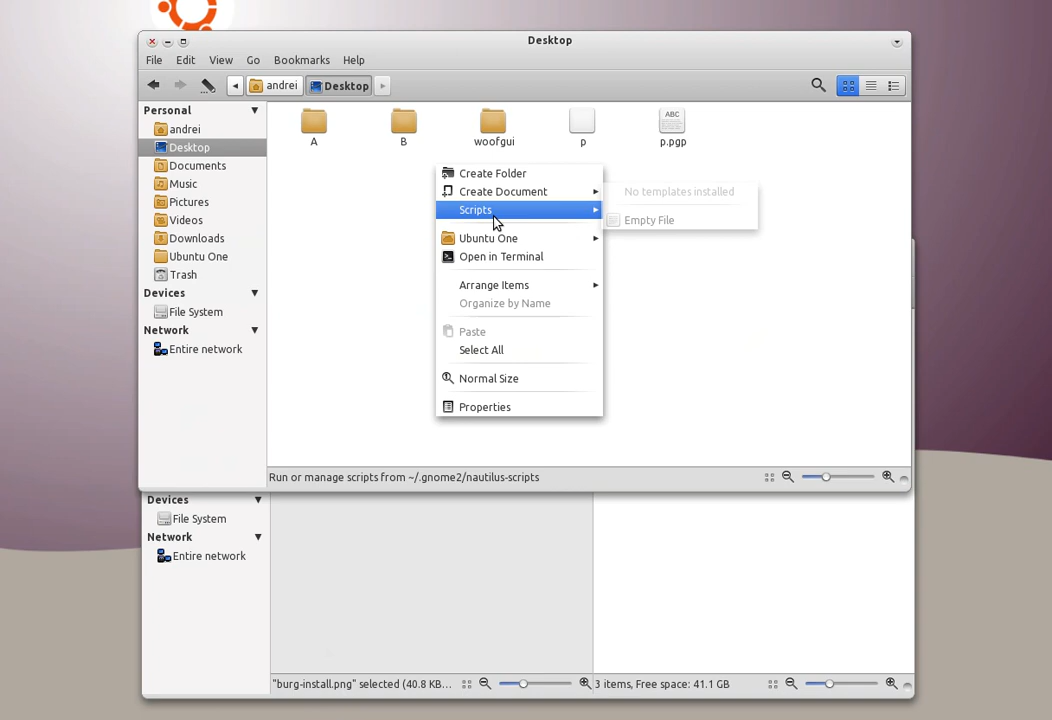 Desktop
File Edit View Go Bookmarks Help
andrei Desktop
Personal
andrei
Desktop
Documents
Music
Pictures
Videos
Downloads
Ubuntu One
Trash
Devices
File System
Network
Entire network
A B woofgui p ABC p.pgp
Create Folder
Create Document
Scripts
Ubuntu One
Open in Terminal
Arrange Items
Organize by Name
Paste
Select All
Normal Size
Properties
No templates installed
Empty File
Run or manage scripts from ~/.gnome2/nautilus-scripts
Devices
File System
Network
Entire network
"burg-install.png" selected (40.8 KB...
3 items, Free space: 41.1 GB